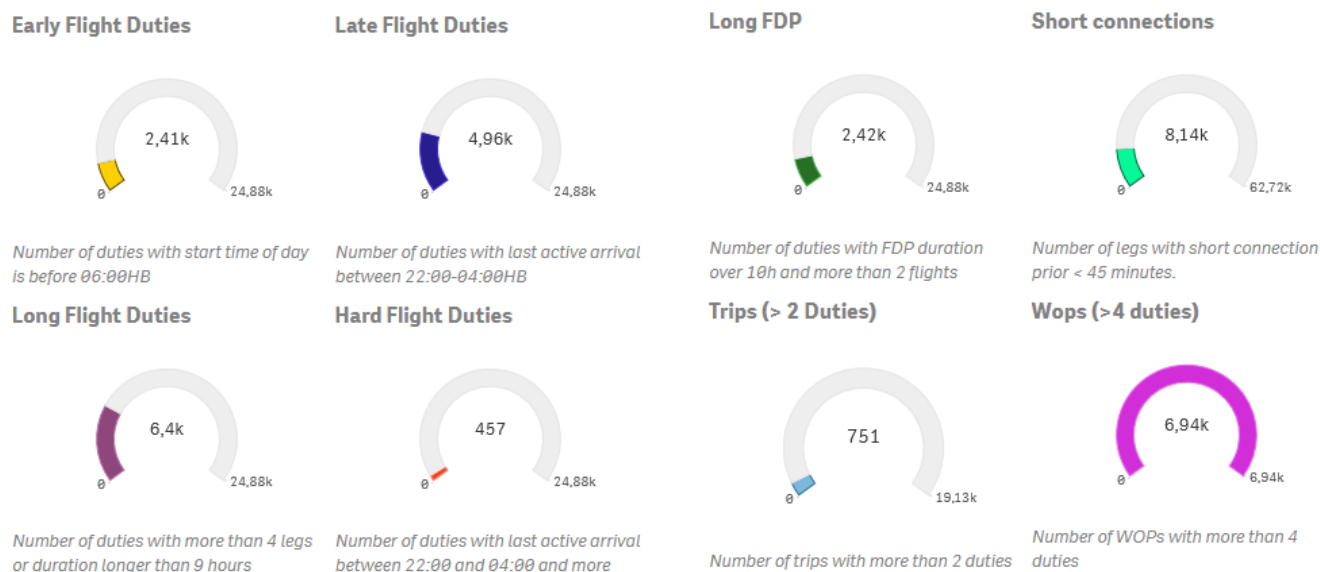 Early Flight Duties
2,41k
0
24,88k
Number of duties with start time of day
is before 06:00HB
Late Flight Duties
4,96k
0
24,88k
Number of duties with last active arrival
between 22:00-04:00HB
Long FDP
2,42k
0
24,88k
Number of duties with FDP duration
over 10h and more than 2 flights
Short connections
8,14k
0
62,72k
Number of legs with short connection
prior < 45 minutes.
Long Flight Duties
6,4k
0
24,88k
Number of duties with more than 4 legs
or duration longer than 9 hours
Hard Flight Duties
457
0
24,88k
Number of duties with last active arrival
between 22:00 and 04:00 and more
Trips (> 2 Duties)
751
0
19,13k
Number of trips with more than 2 duties
Wops (>4 duties)
6,94k
0
6,94k
Number of WOPs with more than 4
duties